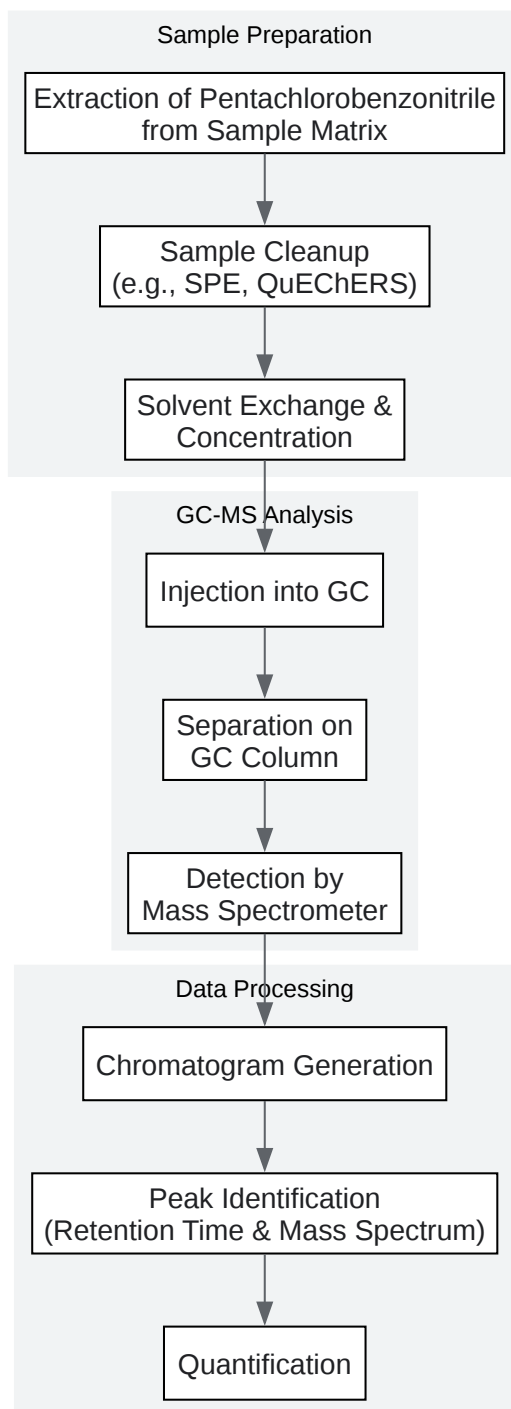 Sample Preparation
Extraction of Pentachlorobenzonitrile
from Sample Matrix
Sample Cleanup
(e.g., SPE, QuEChERS)
Solvent Exchange &
Concentration
GC-MS Analysis
Injection into GC
Separation on
GC Column
Detection by
Mass Spectrometer
Data Processing
Chromatogram Generation
Peak Identification
(Retention Time & Mass Spectrum)
Quantification